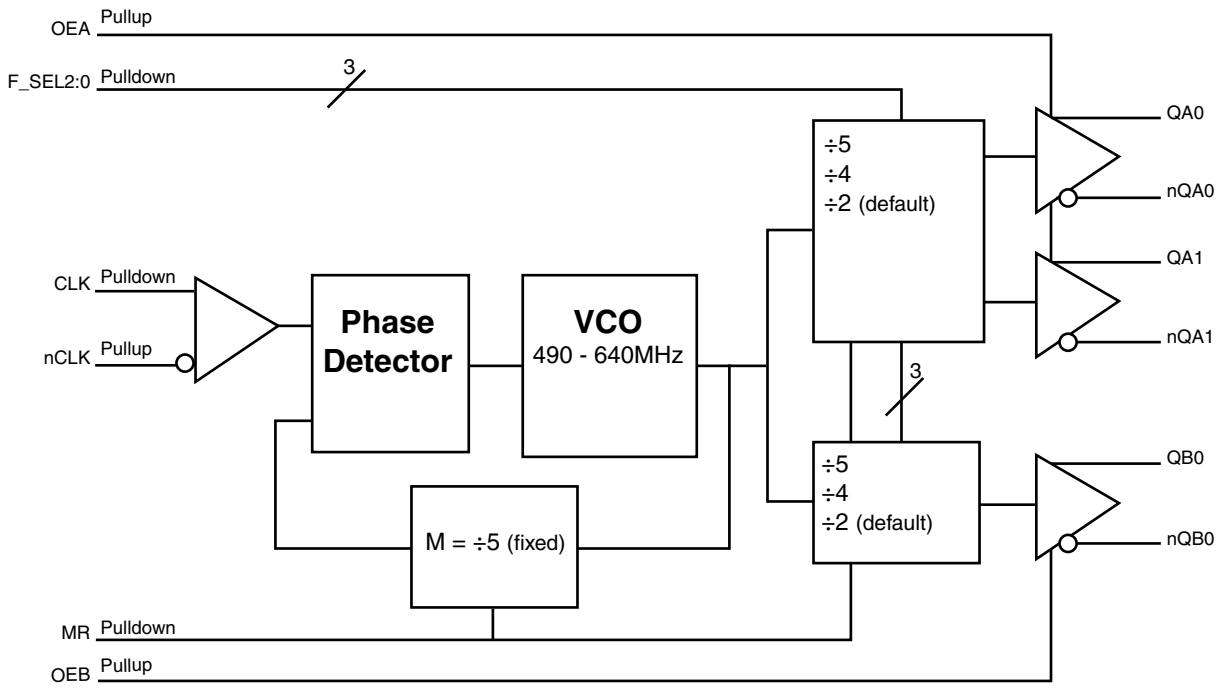 OEA Pullup
F_SEL2:0 Pulldown
3
÷5
÷4
÷2 (default)
QA0
nQA0
QA1
nQA1
CLK Pulldown
nCLK Pullup
Phase
Detector
VCO
490 - 640MHz
3
÷5
÷4
÷2 (default)
QB0
nQB0
M = ÷5 (fixed)
MR Pulldown
OEB Pullup